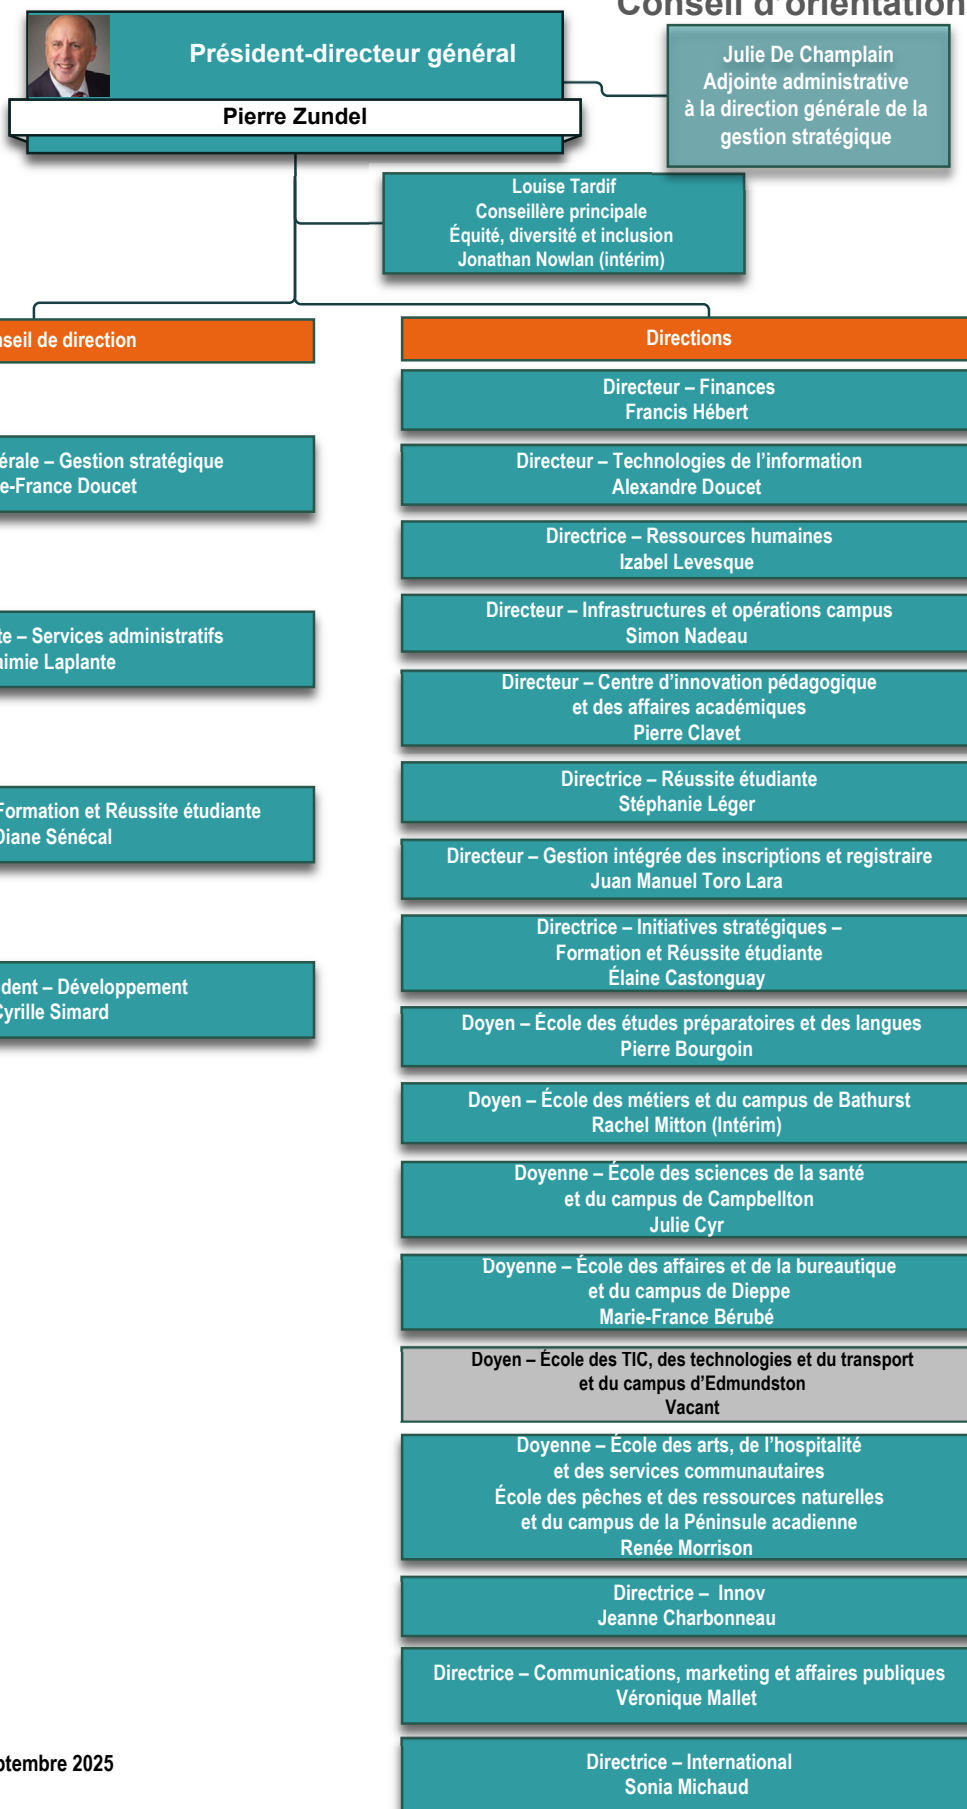 Conseil d'orientation
Président-directeur général
Pierre Zundel
Julie De Champlain
Adjointe administrative
à la direction générale de la
gestion stratégique
Louise Tardif
Conseillère principale
Équité, diversité et inclusion
Jonathan Nowlan (intérim)
nseil de direction
érale – Gestion stratégique
e-France Doucet
te – Services administratifs
aimie Laplante
Formation et Réussite étudiante
Diane Sénécal
dent – Développement
Cyrille Simard
Directions
Directeur – Finances
Francis Hébert
Directeur – Technologies de l'information
Alexandre Doucet
Directrice – Ressources humaines
Izabel Levesque
Directeur – Infrastructures et opérations campus
Simon Nadeau
Directeur – Centre d'innovation pédagogique
et des affaires académiques
Pierre Clavet
Directrice – Réussite étudiante
Stéphanie Léger
Directeur – Gestion intégrée des inscriptions et registraire
Juan Manuel Toro Lara
Directrice – Initiatives stratégiques –
Formation et Réussite étudiante
Élaine Castonguay
Doyen – École des études préparatoires et des langues
Pierre Bourgoin
Doyen – École des métiers et du campus de Bathurst
Rachel Mitton (Intérim)
Doyenne – École des sciences de la santé
et du campus de Campbellton
Julie Cyr
Doyenne – École des affaires et de la bureautique
et du campus de Dieppe
Marie-France Bérubé
Doyen – École des TIC, des technologies et du transport
et du campus d'Edmundston
Vacant
Doyenne – École des arts, de l'hospitalité
et des services communautaires
École des pêches et des ressources naturelles
et du campus de la Péninsule acadienne
Renée Morrison
Directrice – Innov
Jeanne Charbonneau
Directrice – Communications, marketing et affaires publiques
Véronique Mallet
Directrice – International
Sonia Michaud
ptembre 2025